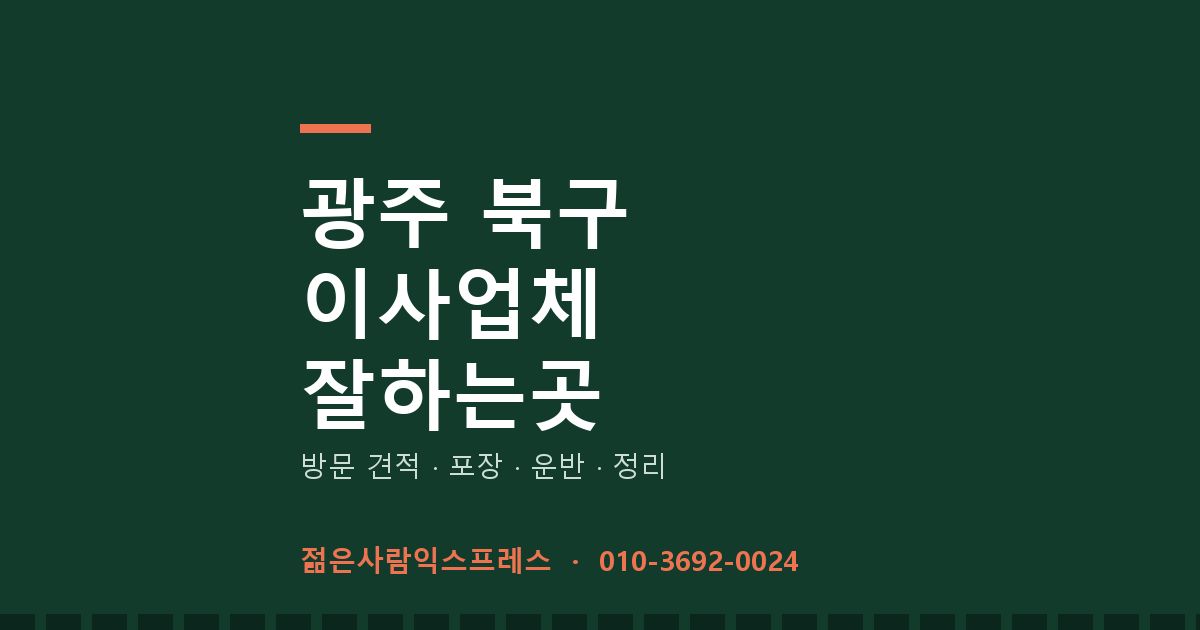 광주 북구
이사업체
잘하는곳
방문 견적 · 포장 · 운반 · 정리
젊은사람익스프레스 · 010-3692-0024